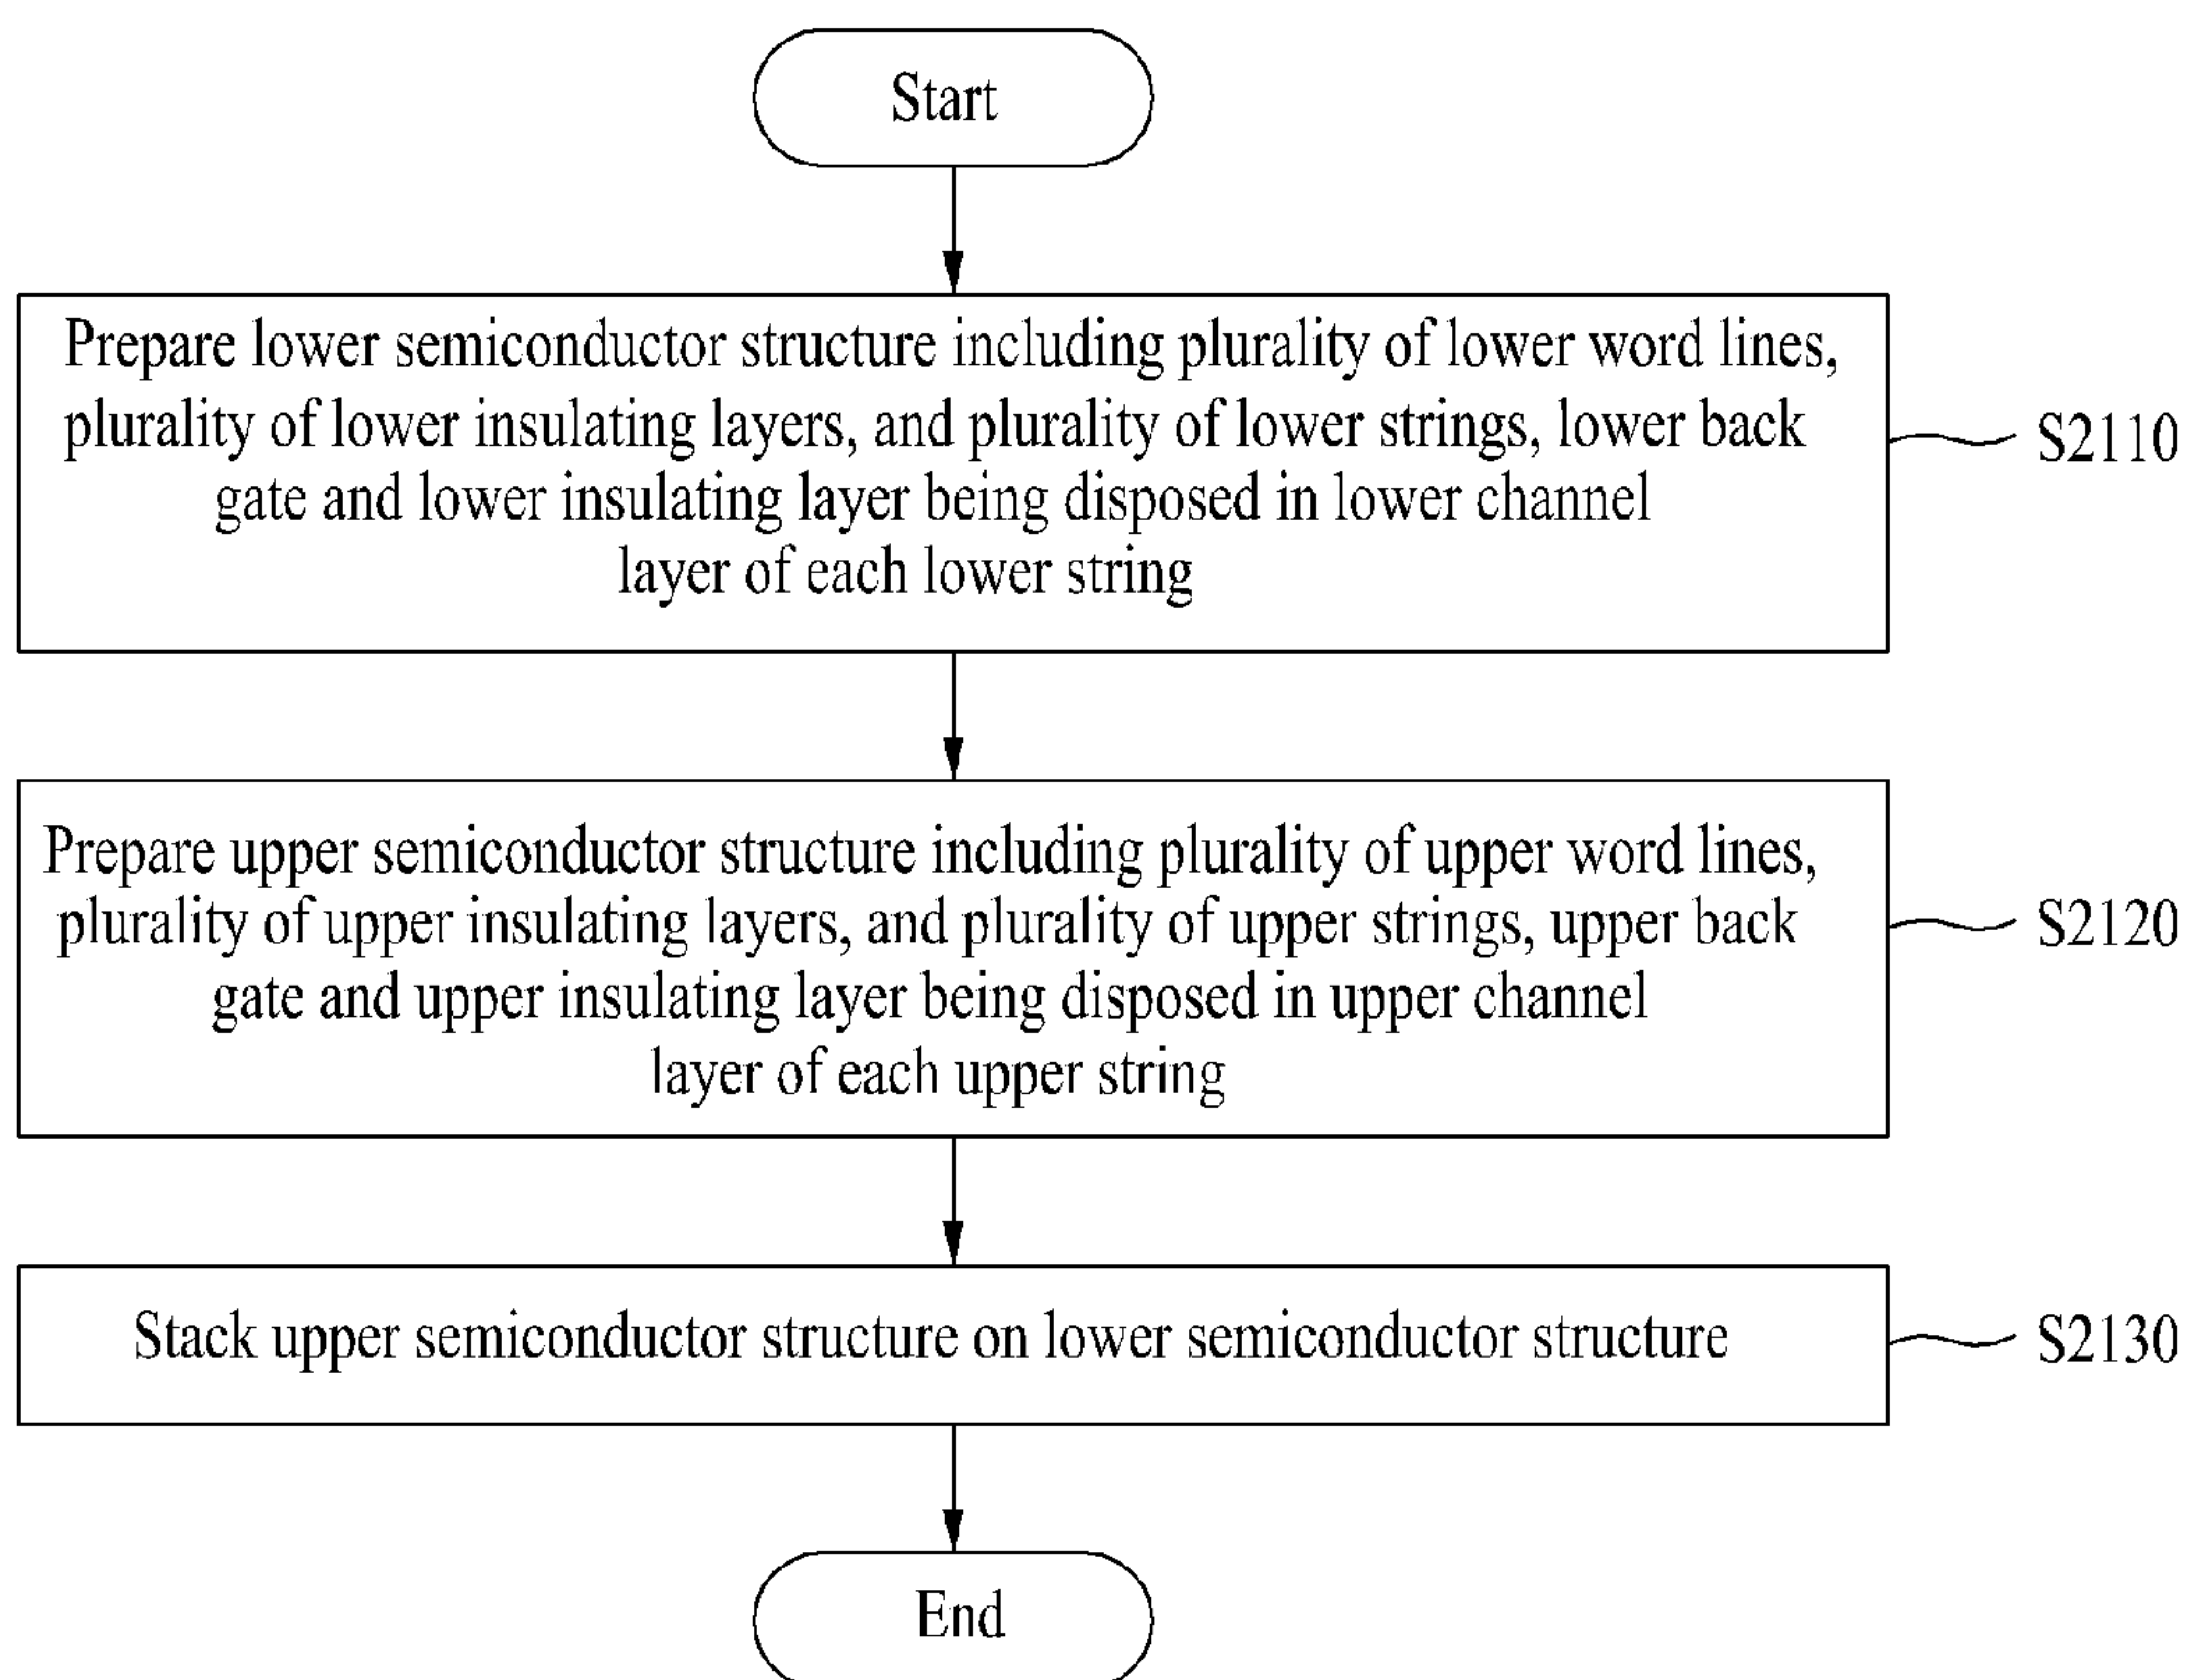 Start
Prepare lower semiconductor structure including plurality of lower word lines,
plurality of lower insulating layers, and plurality of lower strings, lower back
gate and lower insulating layer being disposed in lower channel
layer of each lower string
S2110
Prepare upper semiconductor structure including plurality of upper word lines,
plurality of upper insulating layers, and plurality of upper strings, upper back
gate and upper insulating layer being disposed in upper channel
layer of each upper string
S2120
Stack upper semiconductor structure on lower semiconductor structure
S2130
End